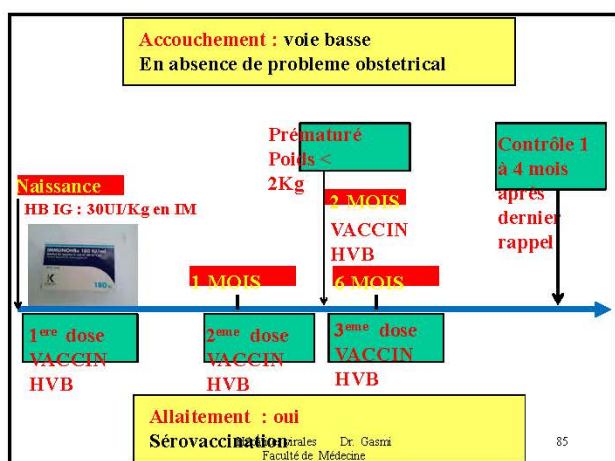 Accouchement : voie basse
En absence de probleme obstetrical
Prématuré
Poids <
2Kg
Contrôle 1
à 4 mois
après
dernier
rappel
Naissance
HB IG : 30UI/Kg en IM
2 MOIS
VACCIN
HVB
180
1 MOIS
6 MOIS
1ere dose
VACCIN
HVB
2eme dose
VACCIN
HVB
3eme dose
VACCIN
HVB
Allaitement : oui
Sérovaccination
virales Dr. Gasmi
Faculté de Médecine
85